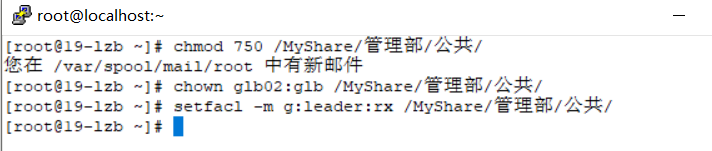 root@localhost:~
[root@19-lzb ~]# chmod 750 /MyShare/管理部/公共/
您在 /var/spool/mail/root 中有新邮件
[root@19-lzb ~]# chown glb02:glb /MyShare/管理部/公共/
[root@19-lzb ~]# setfacl -m g:leader:rx /MyShare/管理部/公共/
[root@19-lzb ~]#